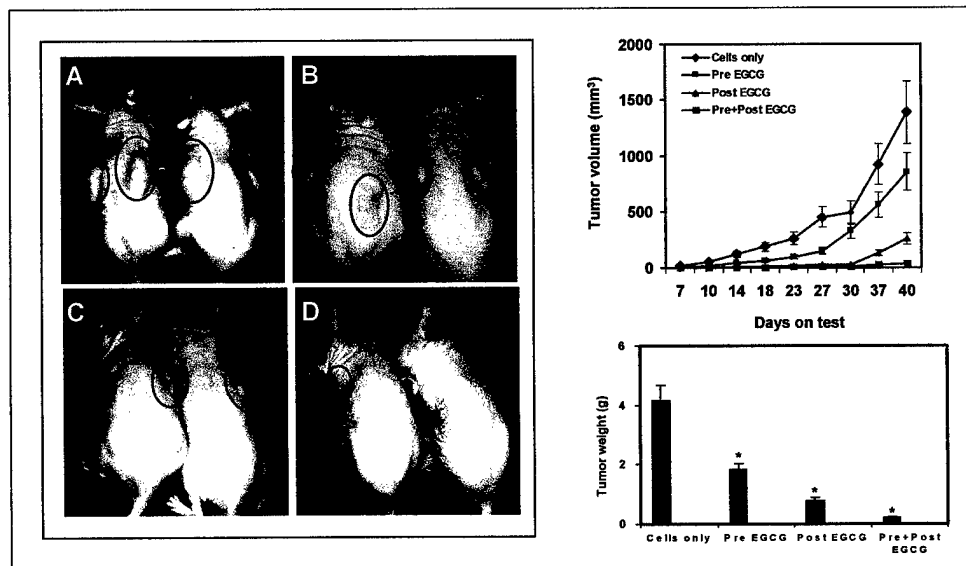 A
B
C
D
2000
1500
1000
500
0
Tumor volume (mm³)
Cells only
Pre EGCG
Post EGCG
Pre+Post EGCG
7 10 14 18 23 27 30 37 40
Days on test
6
4
2
0
Tumor weight (g)
*
*
*
Cells only Pre EGCG Post EGCG Pre+Post
EGCG